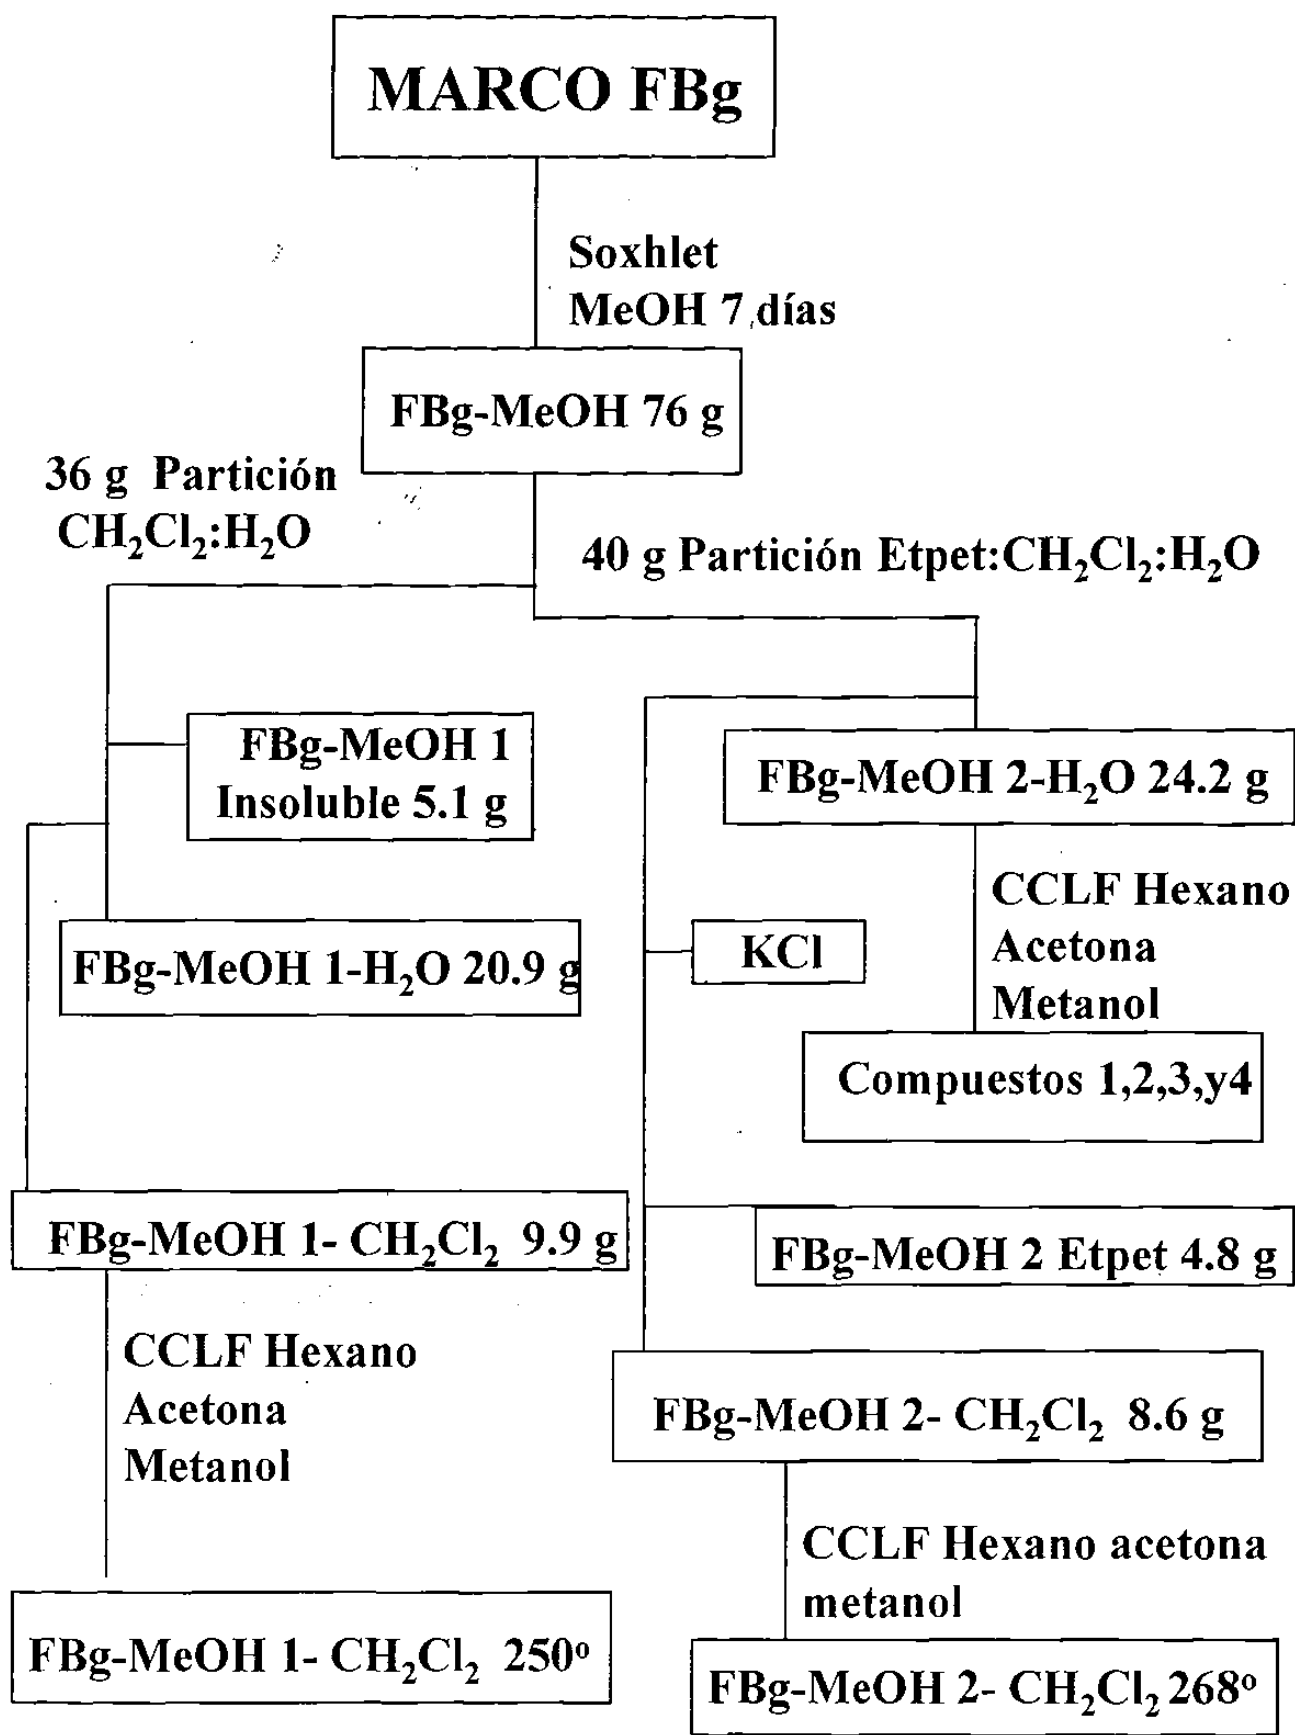 MARCO FBg
Soxhlet
MeOH 7 días
FBg-MeOH 76 g
36 g Partición
CH₂Cl₂:H₂O
40 g Partición Etpet:CH₂Cl₂:H₂O
FBg-MeOH 1
Insoluble 5.1 g
FBg-MeOH 2-H₂O 24.2 g
CCLF Hexano
Acetona
Metanol
FBg-MeOH 1-H₂O 20.9 g
KCl
Compuestos 1,2,3,y4
FBg-MeOH 1- CH₂Cl₂ 9.9 g
FBg-MeOH 2 Etpet 4.8 g
CCLF Hexano
Acetona
Metanol
FBg-MeOH 2- CH₂Cl₂ 8.6 g
CCLF Hexano acetona
metanol
FBg-MeOH 1- CH₂Cl₂ 250º
FBg-MeOH 2- CH₂Cl₂ 268º